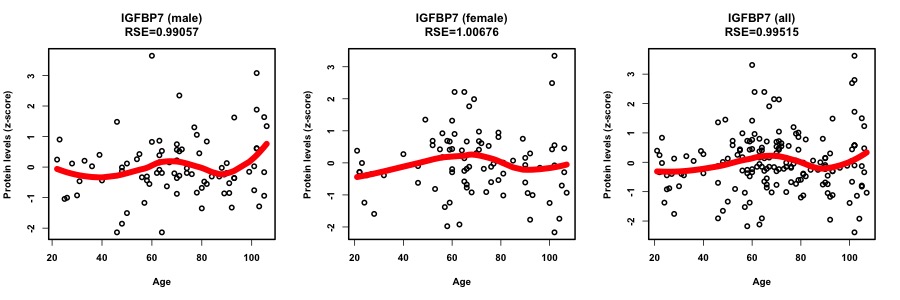 IGFBP7 (male)
RSE=0.99057
Protein levels (z-score)
3
2
1
0
-1
-2
20
40
60
80
100
Age
IGFBP7 (female)
RSE=1.00676
Protein levels (z-score)
3
2
1
0
-1
-2
20
40
60
80
100
Age
IGFBP7 (all)
RSE=0.99515
Protein levels (z-score)
3
2
1
0
-1
-2
20
40
60
80
100
Age